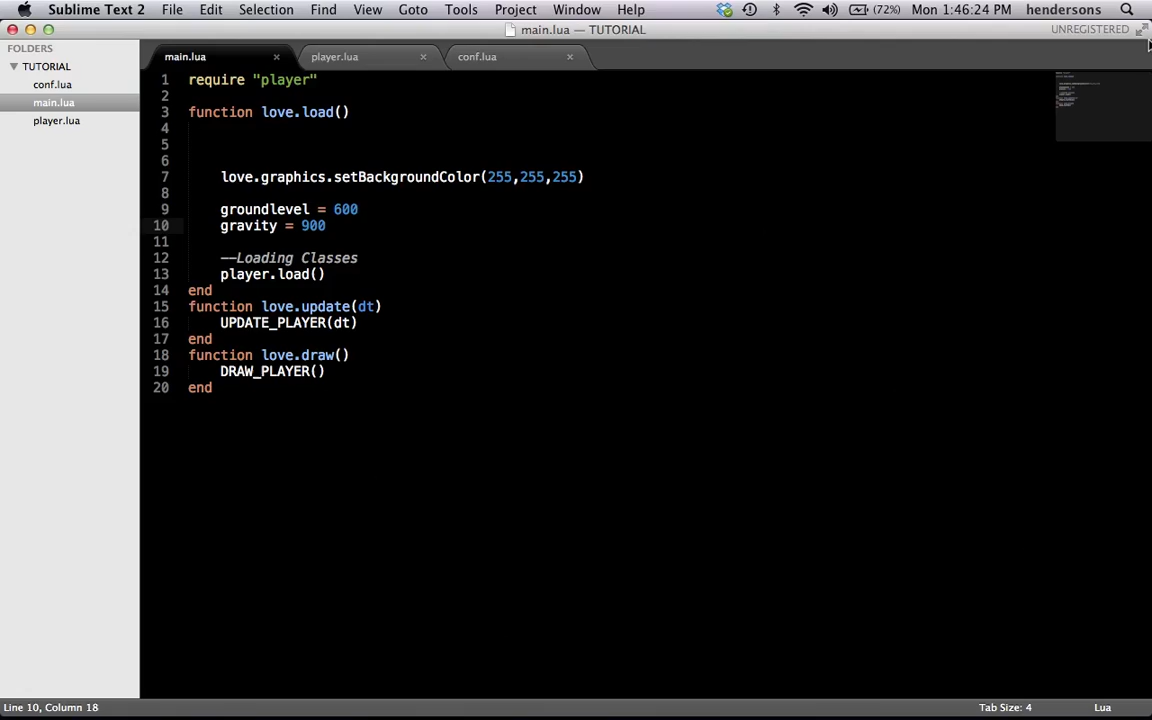 Sublime Text 2 File Edit Selection Find View Goto Tools Project Window Help (72%) Mon 1:46:24 PM hendersons
main.lua — TUTORIAL UNREGISTERED
FOLDERS
TUTORIAL
conf.lua
main.lua
player.lua
main.lua × player.lua × conf.lua ×
1 require "player"
2
3 function love.load()
4
5
6
7 love.graphics.setBackgroundColor(255,255,255)
8
9 groundlevel = 600
10 gravity = 900
11
12 --Loading Classes
13 player.load()
14 end
15 function love.update(dt)
16 UPDATE_PLAYER(dt)
17 end
18 function love.draw()
19 DRAW_PLAYER()
20 end
Line 10, Column 18 Tab Size: 4 Lua